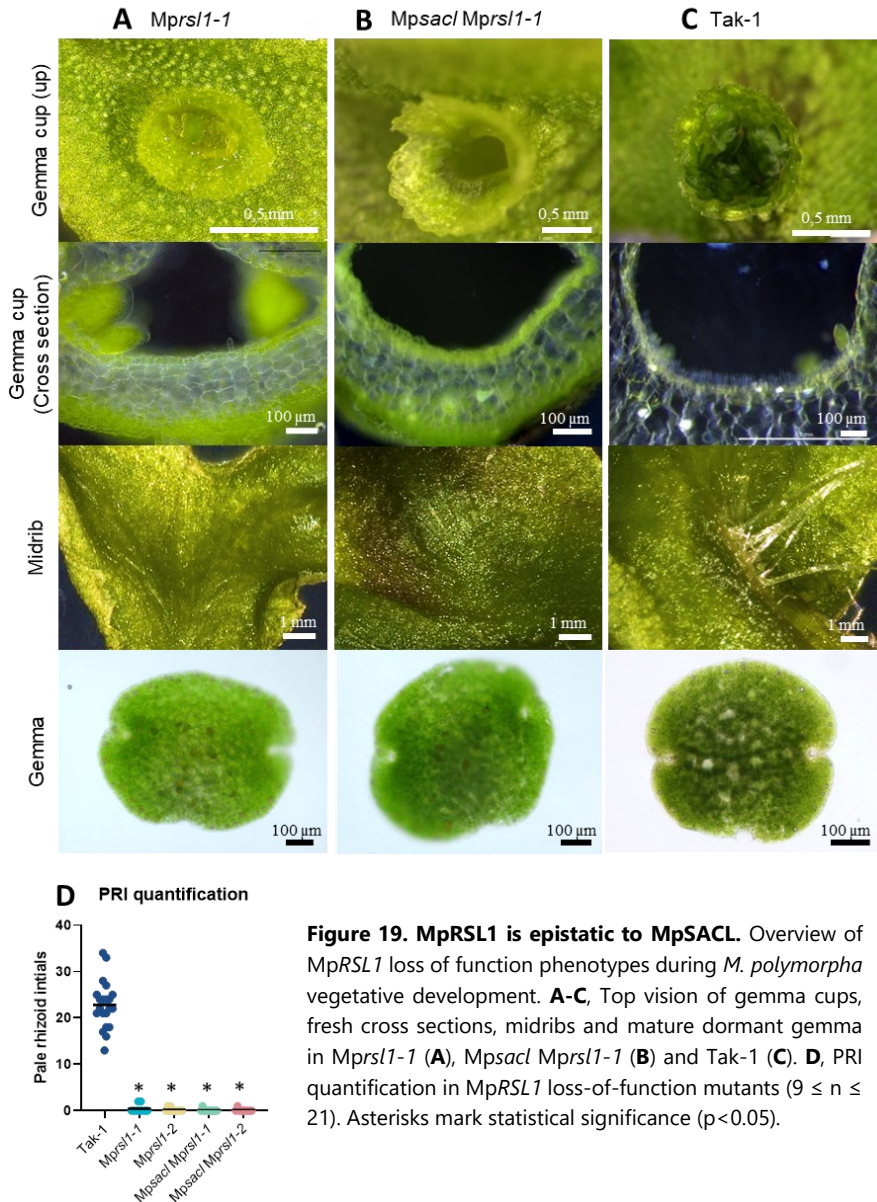 A Mprsl1-1
B Mpsacl Mprsl1-1
C Tak-1
Gemma cup (up)
0,5 mm
0,5 mm
0,5 mm
Gemma cup
(Cross section)
100 µm
100 µm
100 µm
Midrib
1 mm
1 mm
1 mm
Gemma
100 µm
100 µm
100 µm
D PRI quantification
Pale rhizoid intials
40
30
20
10
0
* * * *
Tak-1
Mprsl1-1
Mprsl1-2
Mpsacl Mprsl1-1
Mpsacl Mprsl1-2
Figure 19. MpRSL1 is epistatic to MpSACL. Overview of
MpRSL1 loss of function phenotypes during M. polymorpha
vegetative development. A-C, Top vision of gemma cups,
fresh cross sections, midribs and mature dormant gemma
in Mprsl1-1 (A), Mpsacl Mprsl1-1 (B) and Tak-1 (C). D, PRI
quantification in MpRSL1 loss-of-function mutants (9 ≤ n ≤
21). Asterisks mark statistical significance (p<0.05).